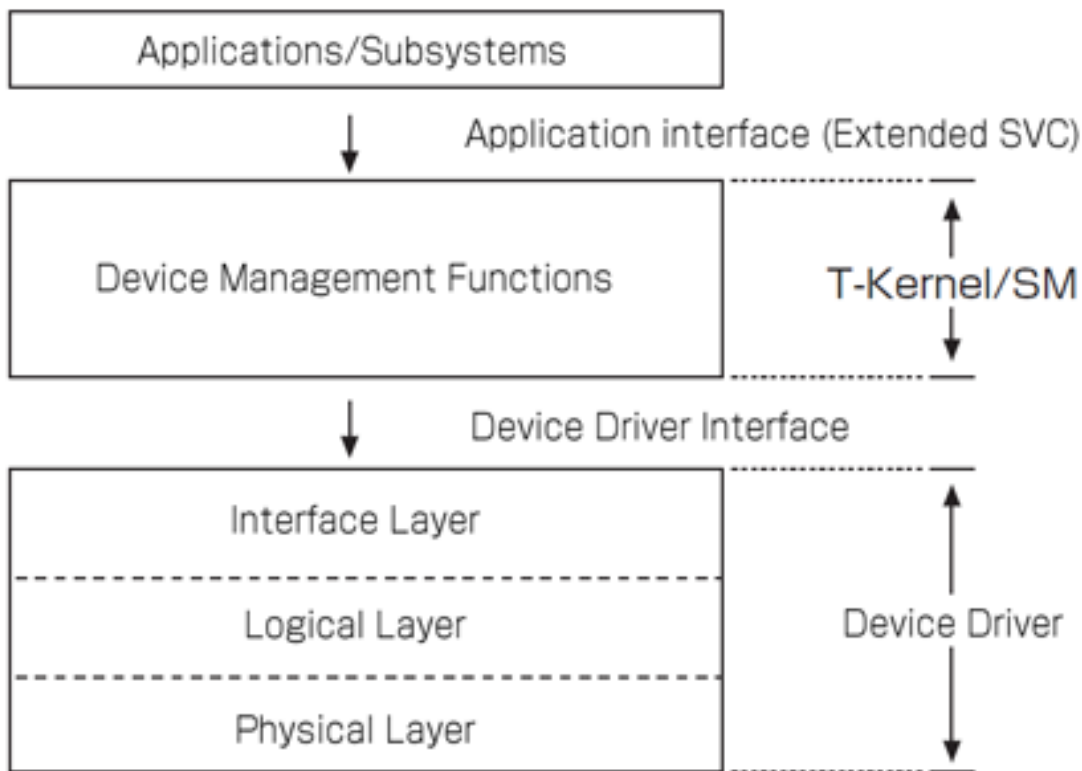 Applications/Subsystems
Application interface (Extended SVC)
Device Management Functions
T-Kernel/SM
Device Driver Interface
Interface Layer
Logical Layer
Device Driver
Physical Layer